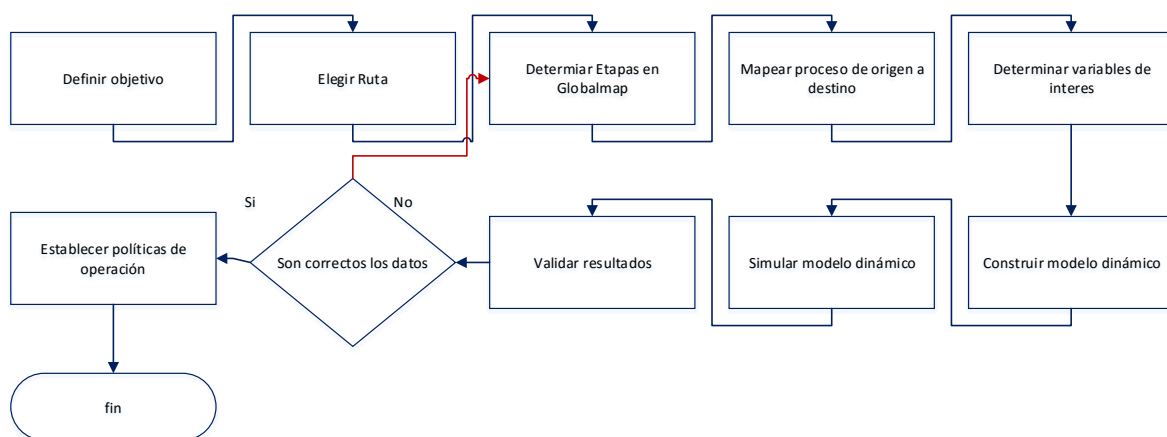 Definir objetivo
Elegir Ruta
Determiar Etapas en
Globalmap
Mapear proceso de origen a
destino
Determinar variables de
interes
Si
No
Establecer políticas de
operación
Son correctos los datos
Validar resultados
Simular modelo dinámico
Construir modelo dinámico
fin